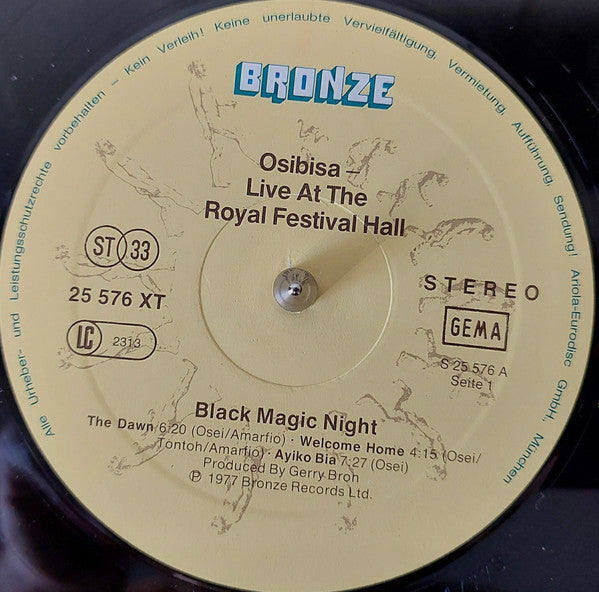 Alle Urheber- und Leistungsschutzrechte vorbehalten – Kein Verleih! Keine unerlaubte Vervielfältigung, Vermietung, Aufführung, Sendung! Ariola-Eurodisc GmbH, München
BRONZE
Osibisa –
Live At The
Royal Festival Hall
ST 33
25 576 XT
LC 2313
STEREO
GEMA
S 25 576 A
Seite 1
Black Magic Night
The Dawn 6:20 (Osei/Amarfio) · Welcome Home 4:15 (Osei/
Tontoh/Amarfio) · Ayiko Bia 7:27 (Osei)
Produced By Gerry Bron
℗ 1977 Bronze Records Ltd.